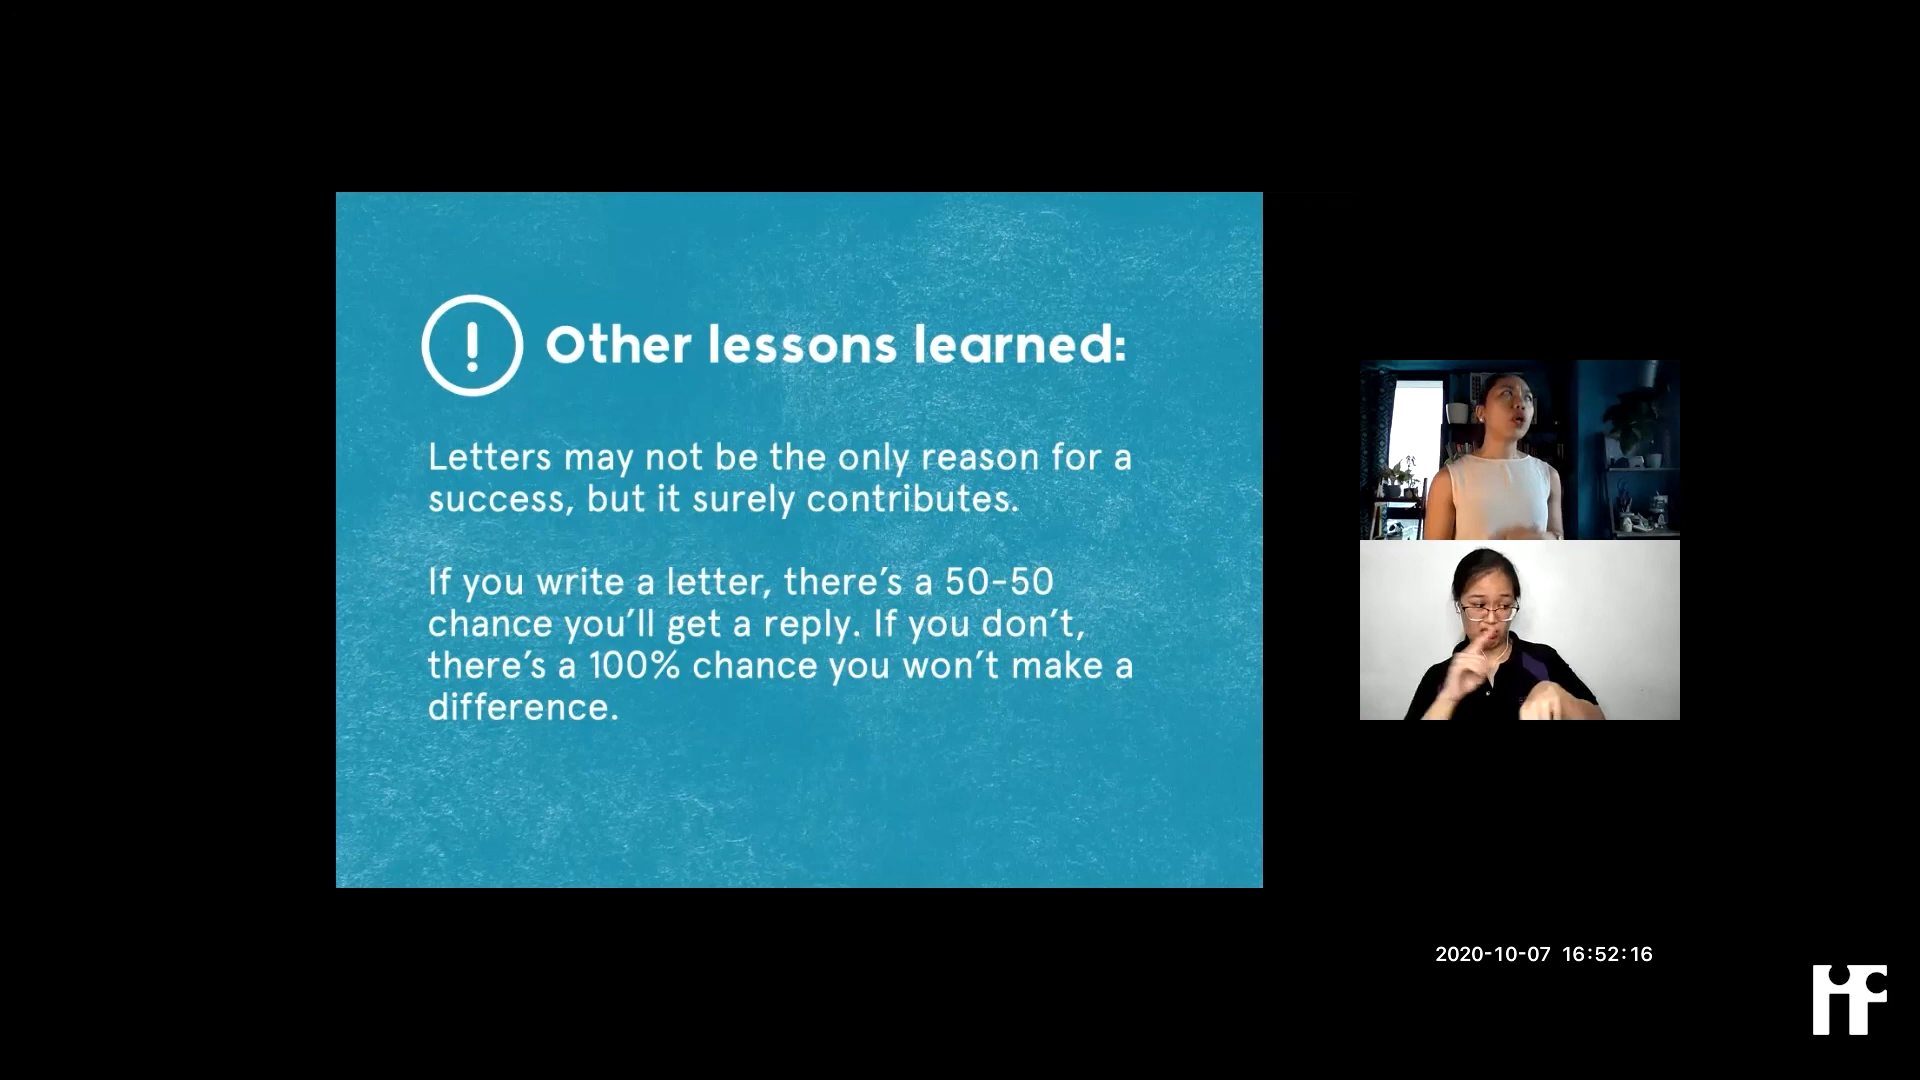 ! Other lessons learned:
Letters may not be the only reason for a
success, but it surely contributes.
If you write a letter, there’s a 50-50
chance you’ll get a reply. If you don’t,
there’s a 100% chance you won’t make a
difference.
2020-10-07 16:52:16